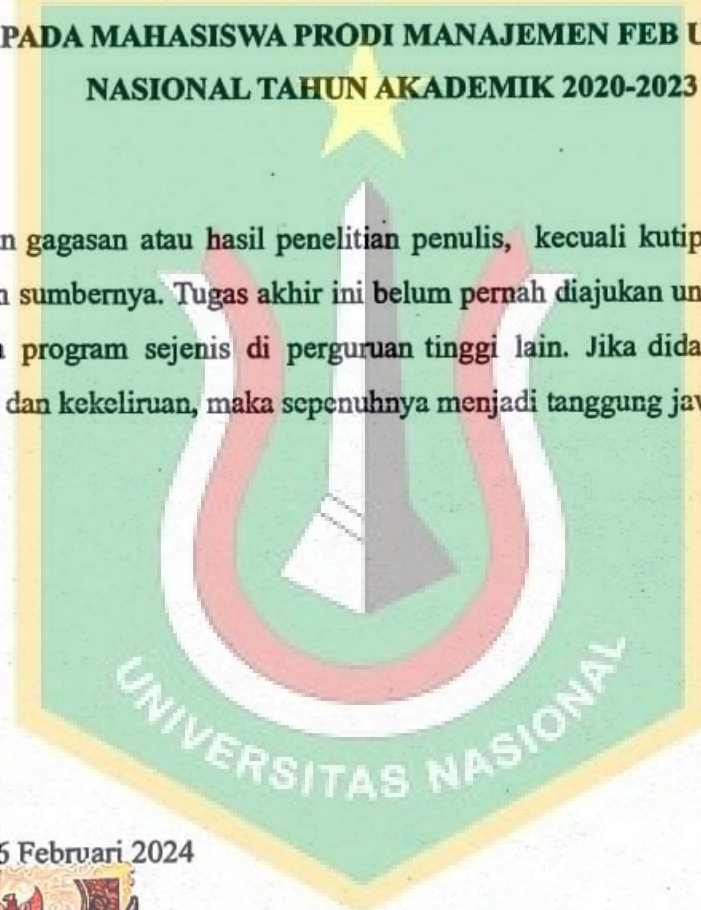 PADA MAHASISWA PRODI MANAJEMEN FEB U
NASIONAL TAHUN AKADEMIK 2020-2023
n gagasan atau hasil penelitian penulis, kecuali kutip
n sumbernya. Tugas akhir ini belum pernah diajukan un
n program sejenis di perguruan tinggi lain. Jika dida
dan kekeliruan, maka sepenuhnya menjadi tanggung jav
UNIVERSITAS NASIONAL
6 Februari 2024